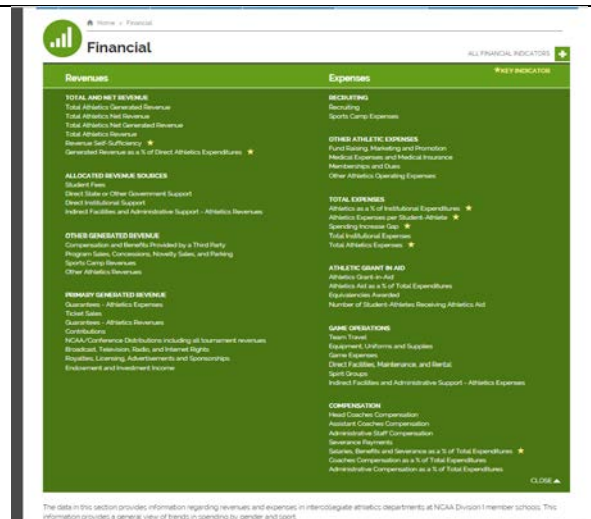 Home » Financial
Financial
ALL FINANCIAL INDICATORS
★KEY INDICATOR
Revenues
TOTAL AND NET REVENUE
Total Athletics Generated Revenue
Total Athletics Net Revenue
Total Athletics Net Generated Revenue
Total Athletics Revenue
Revenue Self-Sufficiency ★
Generated Revenue as a % of Direct Athletics Expenditures ★
ALLOCATED REVENUE SOURCES
Student Fees
Direct State or Other Government Support
Direct Institutional Support
Indirect Facilities and Administrative Support - Athletics Revenues
OTHER GENERATED REVENUE
Compensation and Benefits Provided by a Third Party
Program Sales, Concessions, Novelty Sales, and Parking
Sports Camp Revenues
Other Athletics Revenues
PRIMARY GENERATED REVENUE
Guarantees - Athletics Expenses
Ticket Sales
Guarantees - Athletics Revenues
Contributions
NCAA/Conference Distributions including all tournament revenues
Broadcast, Television, Radio, and Internet Rights
Royalties, Licensing, Advertisements and Sponsorships
Endowment and Investment Income
Expenses
RECRUITING
Recruiting
Sports Camp Expenses
OTHER ATHLETIC EXPENSES
Fund Raising, Marketing and Promotion
Medical Expenses and Medical Insurance
Memberships and Dues
Other Athletics Operating Expenses
TOTAL EXPENSES
Athletics as a % of Institutional Expenditures ★
Athletics Expenses per Student-Athlete ★
Spending Increase Gap ★
Total Institutional Expenses
Total Athletics Expenses ★
ATHLETIC GRANT IN AID
Athletics Grant-in-Aid
Athletics Aid as a % of Total Expenditures
Equivalencies Awarded
Number of Student-Athletes Receiving Athletics Aid
GAME OPERATIONS
Team Travel
Equipment, Uniforms and Supplies
Game Expenses
Direct Facilities, Maintenance, and Rental
Spirit Groups
Indirect Facilities and Administrative Support - Athletics Expenses
COMPENSATION
Head Coaches Compensation
Assistant Coaches Compensation
Administrative Staff Compensation
Severance Payments
Salaries, Benefits and Severance as a % of Total Expenditures ★
Coaches Compensation as a % of Total Expenditures
Administrative Compensation as a % of Total Expenditures
CLOSE
The data in this section provides information regarding revenues and expenses in intercollegiate athletics departments at NCAA Division I member schools. This
information provides a general view of trends in spending by gender and sport.